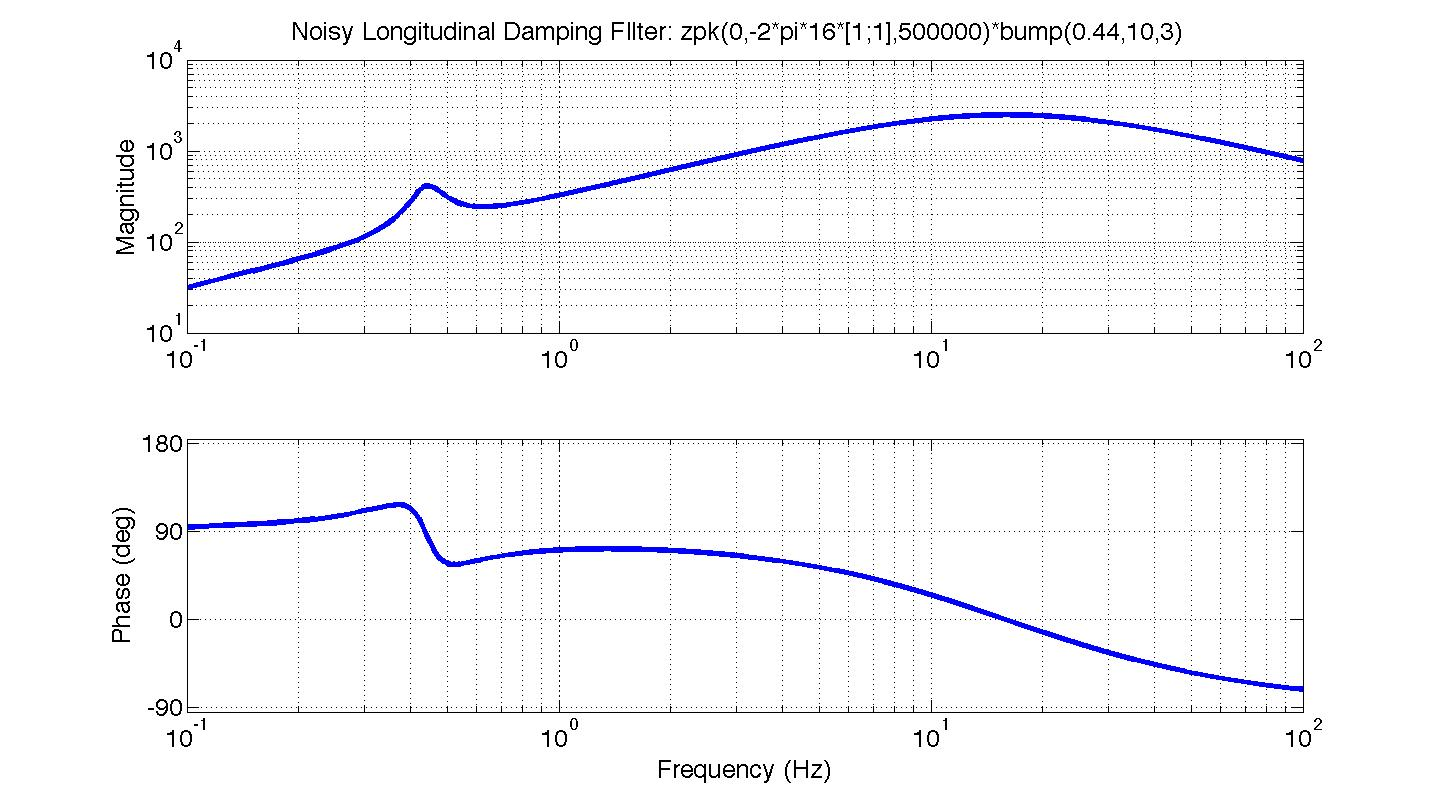 Noisy Longitudinal Damping FIlter: zpk(0,-2*pi*16*[1;1],500000)*bump(0.44,10,3)
10^4
10^3
10^2
10^1
Magnitude
10^-1 10^0 10^1 10^2
180
90
0
-90
Phase (deg)
10^-1 10^0 10^1 10^2
Frequency (Hz)